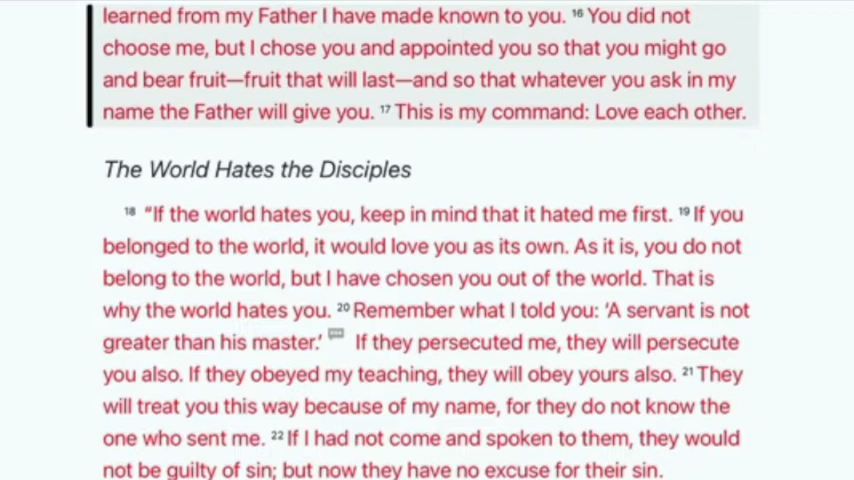 learned from my Father I have made known to you. 16 You did not
choose me, but I chose you and appointed you so that you might go
and bear fruit—fruit that will last—and so that whatever you ask in my
name the Father will give you. 17 This is my command: Love each other.
The World Hates the Disciples
18 “If the world hates you, keep in mind that it hated me first. 19 If you
belonged to the world, it would love you as its own. As it is, you do not
belong to the world, but I have chosen you out of the world. That is
why the world hates you. 20 Remember what I told you: ‘A servant is not
greater than his master.’ If they persecuted me, they will persecute
you also. If they obeyed my teaching, they will obey yours also. 21 They
will treat you this way because of my name, for they do not know the
one who sent me. 22 If I had not come and spoken to them, they would
not be guilty of sin; but now they have no excuse for their sin.